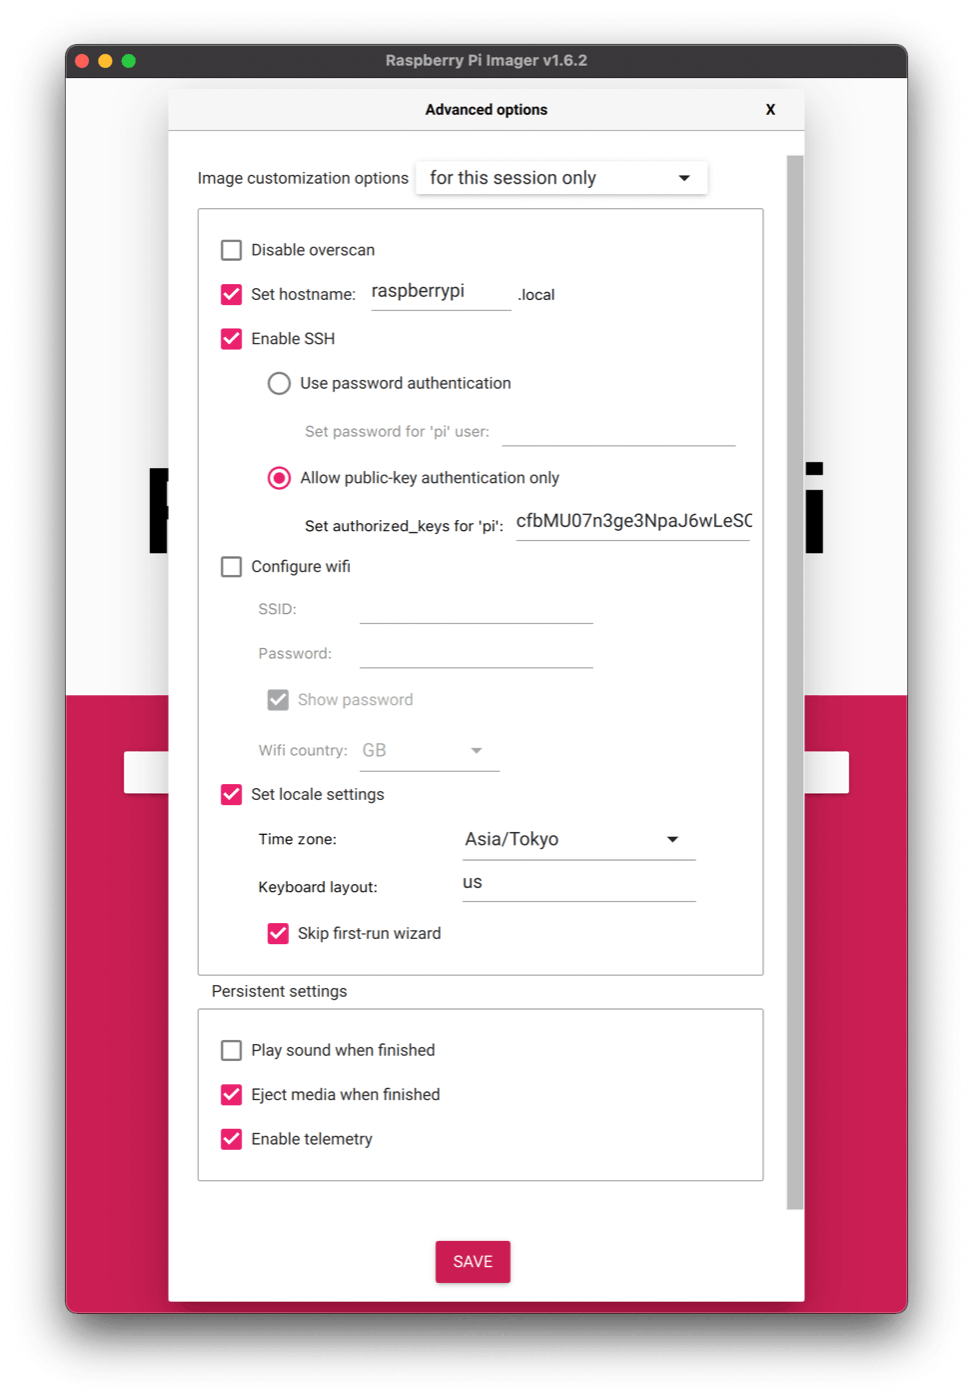 Raspberry Pi Imager v1.6.2
Advanced options
X
Image customization options for this session only
Disable overscan
Set hostname: raspberrypi .local
Enable SSH
Use password authentication
Set password for 'pi' user:
Allow public-key authentication only
Set authorized_keys for 'pi':
Configure wifi
SSID:
Password:
Show password
Wifi country: GB
Set locale settings
Time zone: Asia/Tokyo
Keyboard layout: us
Skip first-run wizard
Persistent settings
Play sound when finished
Eject media when finished
Enable telemetry
SAVE